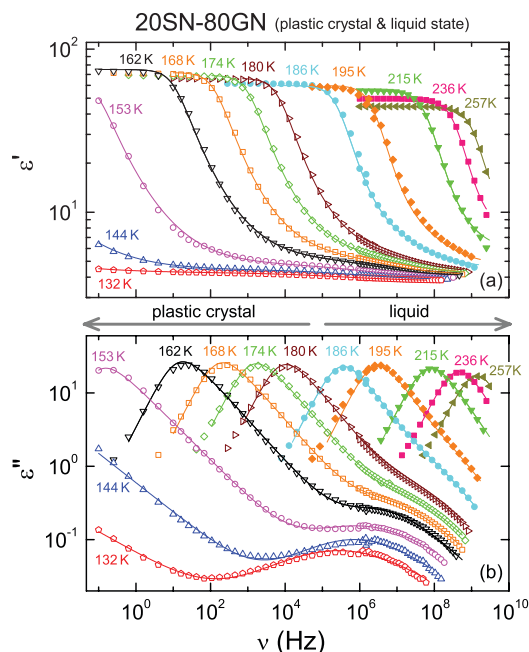 20SN-80GN (plastic crystal & liquid state)
10²
162 K 168 K 174 K 180 K 186 K 195 K 215 K 236 K 257 K
153 K
ε'
10¹
144 K
132 K
(a)
plastic crystal liquid
153 K 162 K 168 K 174 K 180 K 186 K 195 K 215 K 236 K 257 K
10¹
ε''
10⁰
144 K
10⁻¹
132 K
(b)
10⁰ 10² 10⁴ 10⁶ 10⁸ 10¹⁰
ν (Hz)